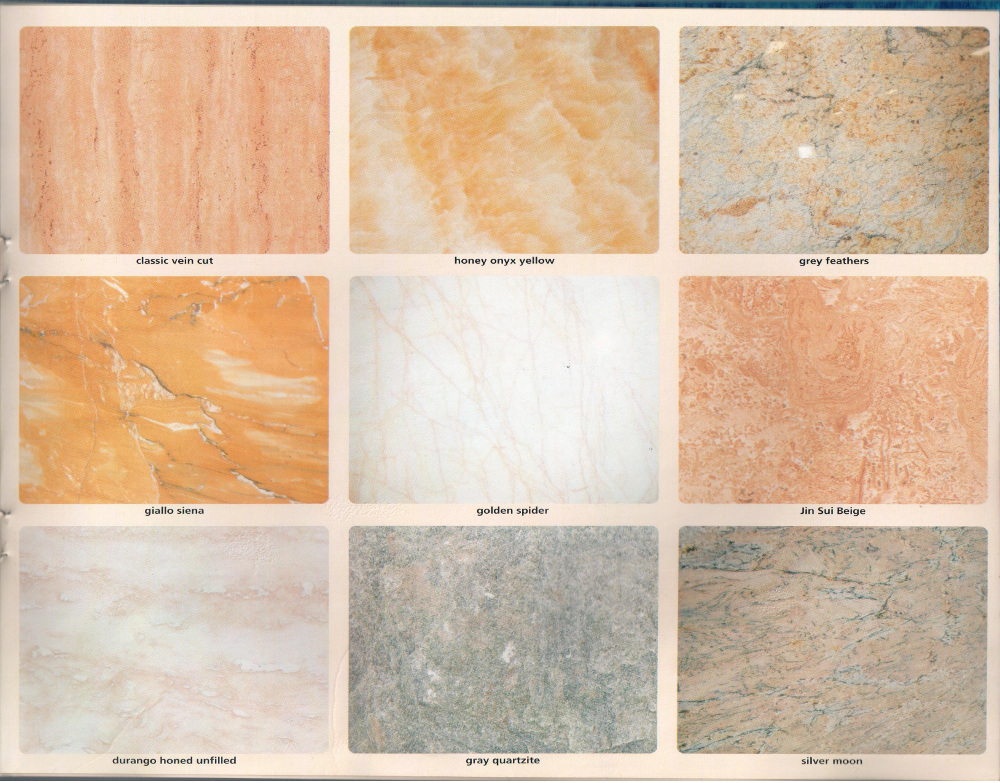 classic vein cut
honey onyx yellow
grey feathers
giallo siena
golden spider
Jin Sui Beige
durango honed unfilled
gray quartzite
silver moon